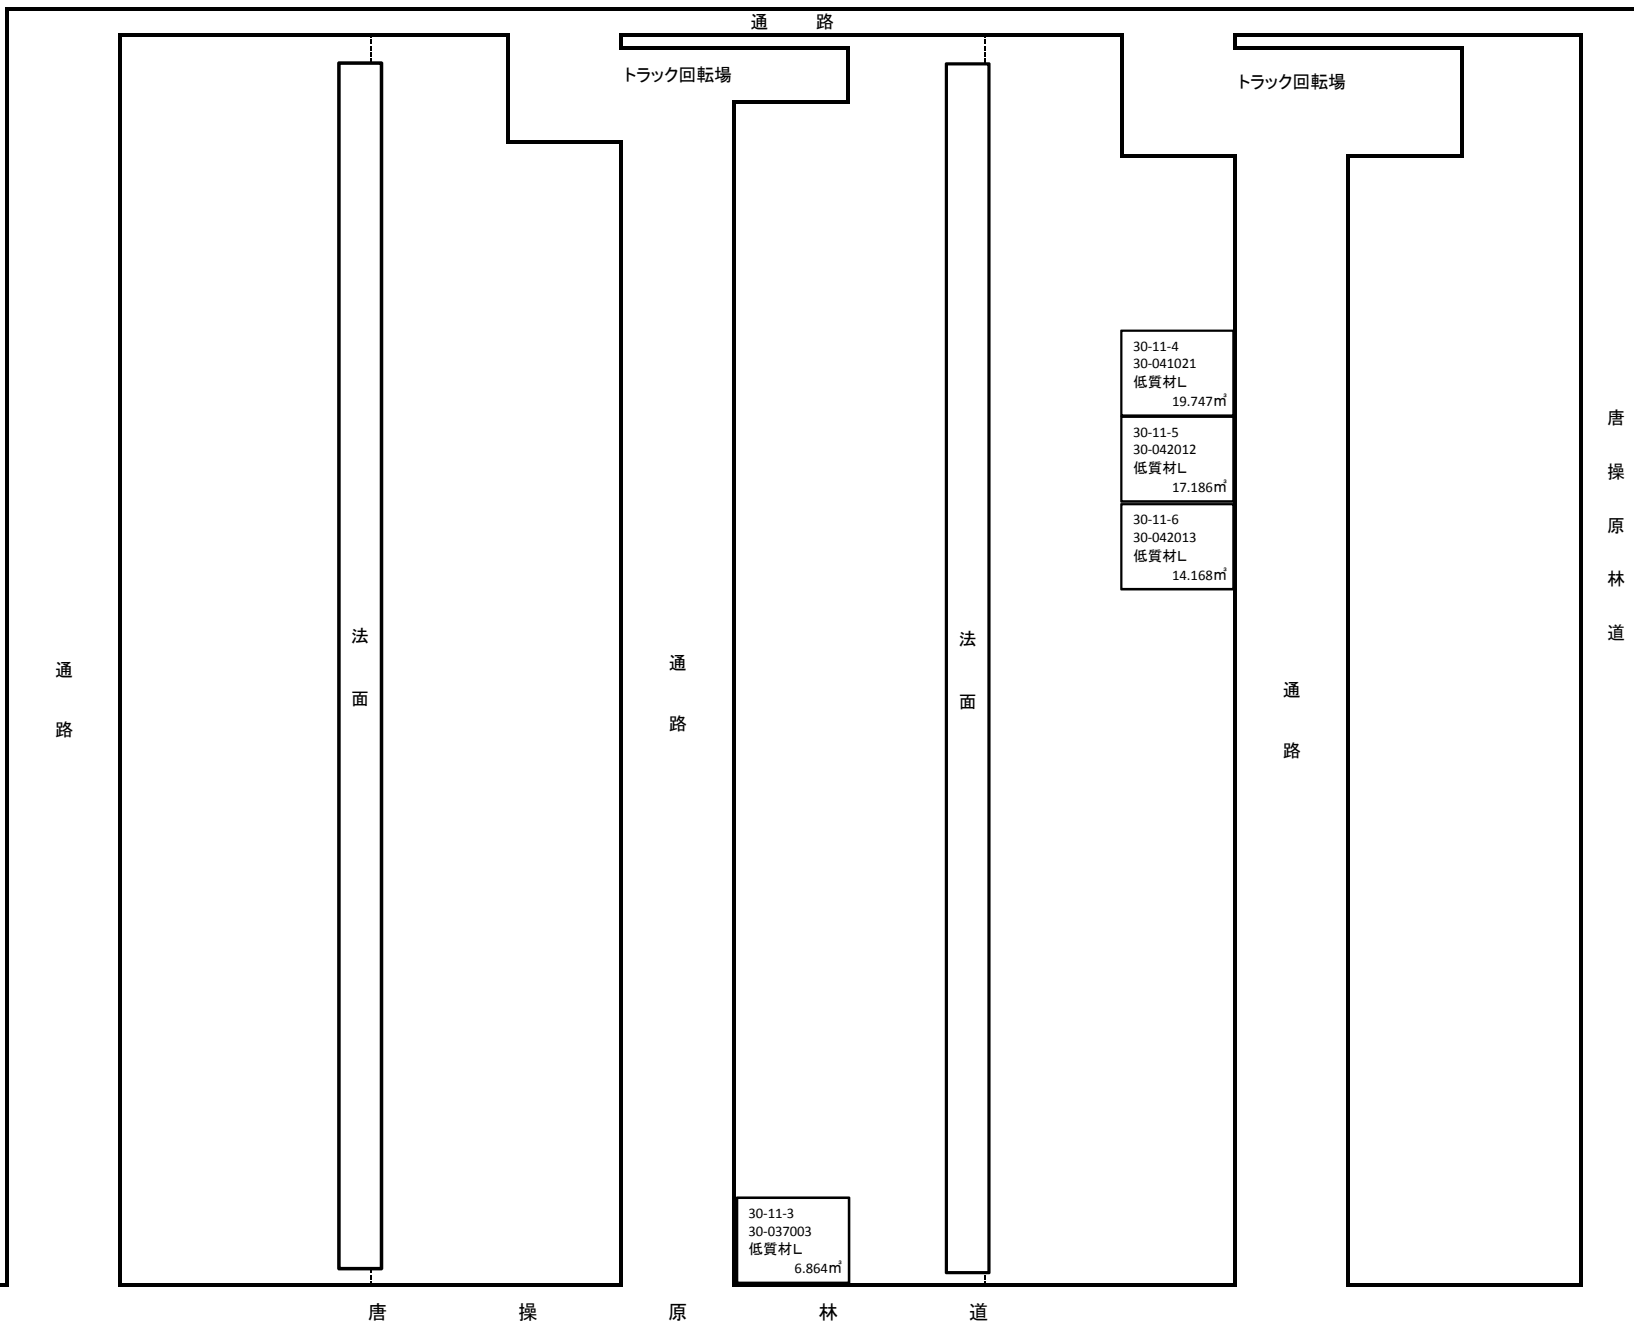 通　路
トラック回転場
トラック回転場
30-11-4
30-041021
低質材L
19.747㎥
30-11-5
30-042012
低質材L
17.186㎥
30-11-6
30-042013
低質材L
14.168㎥
唐操原林道
法面
法面
通路
通路
通路
30-11-3
30-037003
低質材L
6.864㎥
唐　操　原　林　道